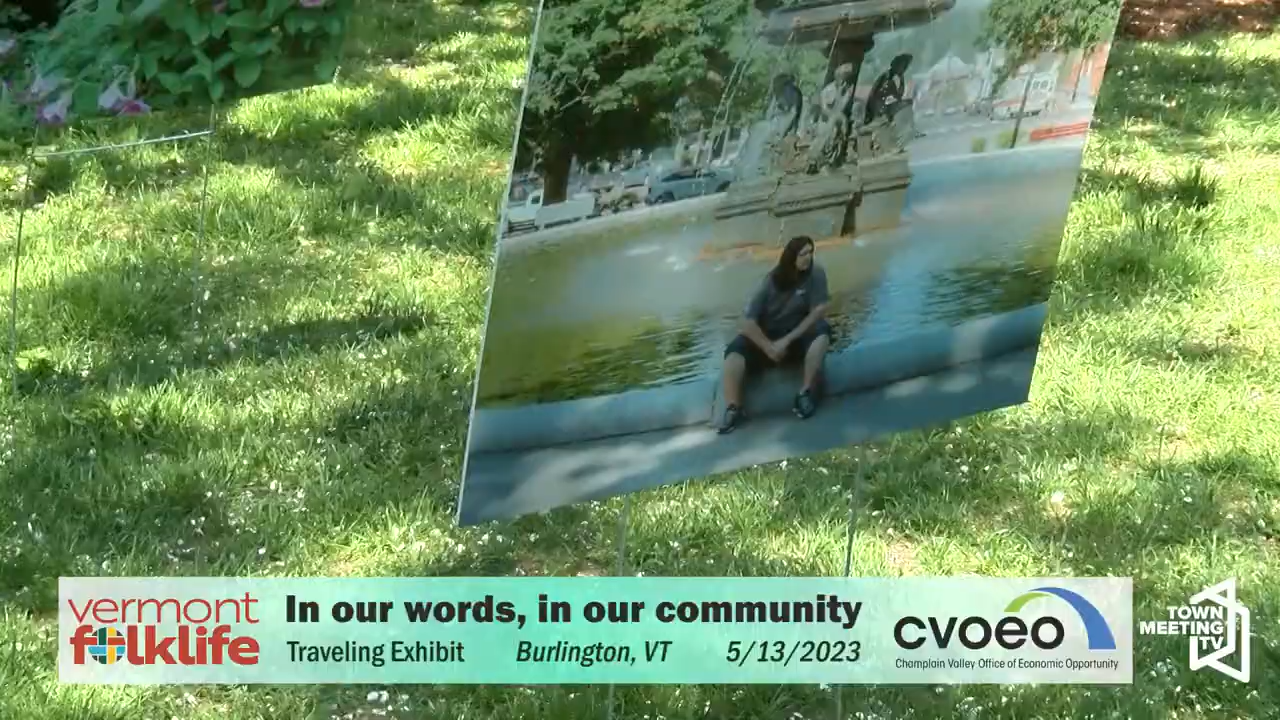 vermont
folklife
In our words, in our community
Traveling Exhibit Burlington, VT 5/13/2023
cvoeo
Champlain Valley Office of Economic Opportunity
TOWN
MEETING
TV